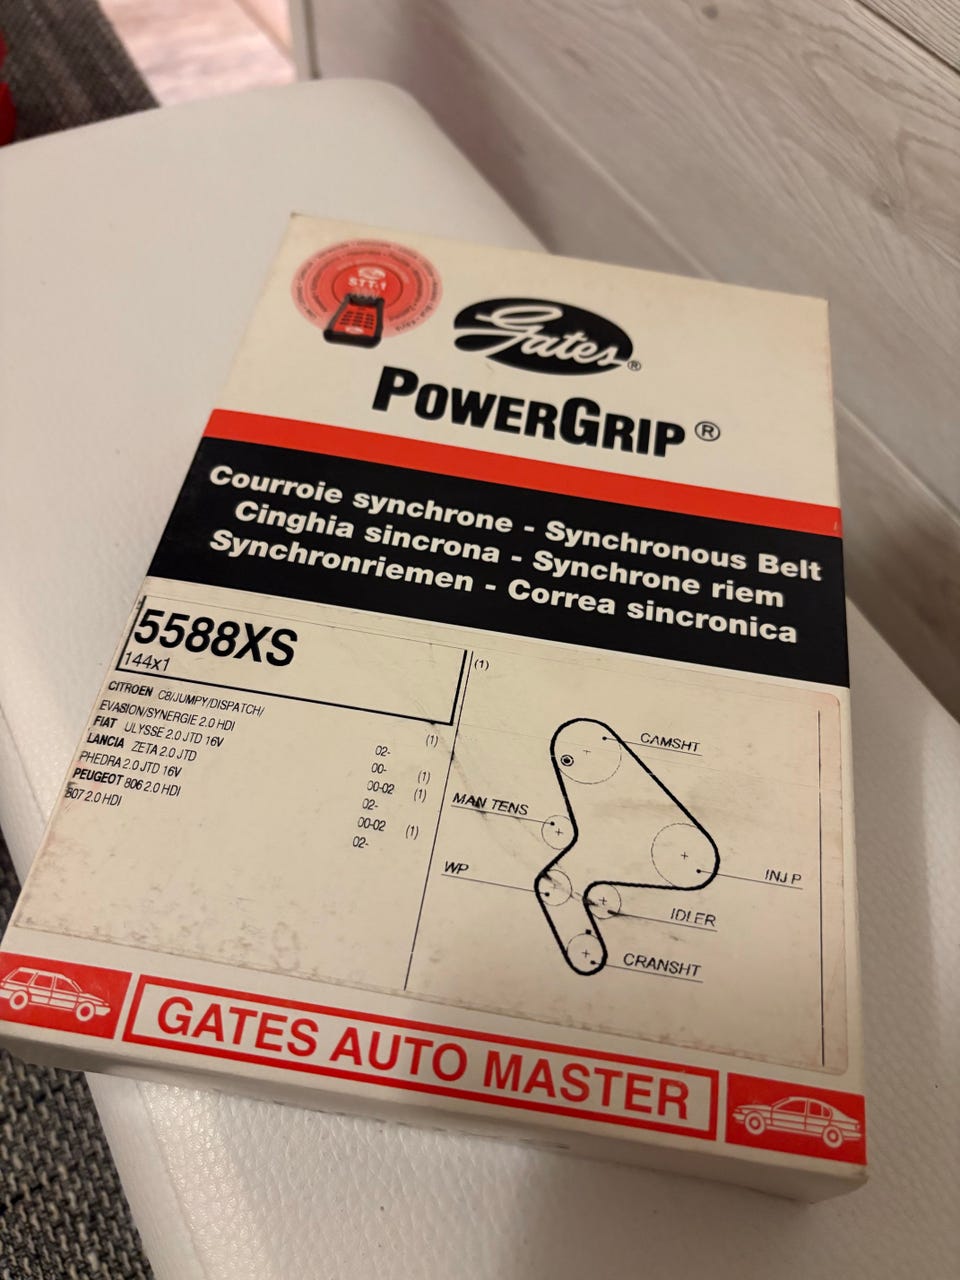 STT-1
Gates®
POWERGRIP®
Courroie synchrone - Synchronous Belt
Cinghia sincrona - Synchrone riem
Synchronriemen - Correa sincronica
5588XS
144x1
(1)
CITROEN C8/JUMPY/DISPATCH/
EVASION/SYNERGIE 2.0 HDI 02- (1)
FIAT ULYSSE 2.0 JTD 16V 00- (1)
LANCIA ZETA 2.0 JTD 00-02 (1)
PHEDRA 2.0 JTD 16V 02-
PEUGEOT 806 2.0 HDI 00-02 (1)
807 2.0 HDI 02-
CAMSHT
MAN TENS
WP
INJ P
IDLER
CRANSHT
GATES AUTO MASTER